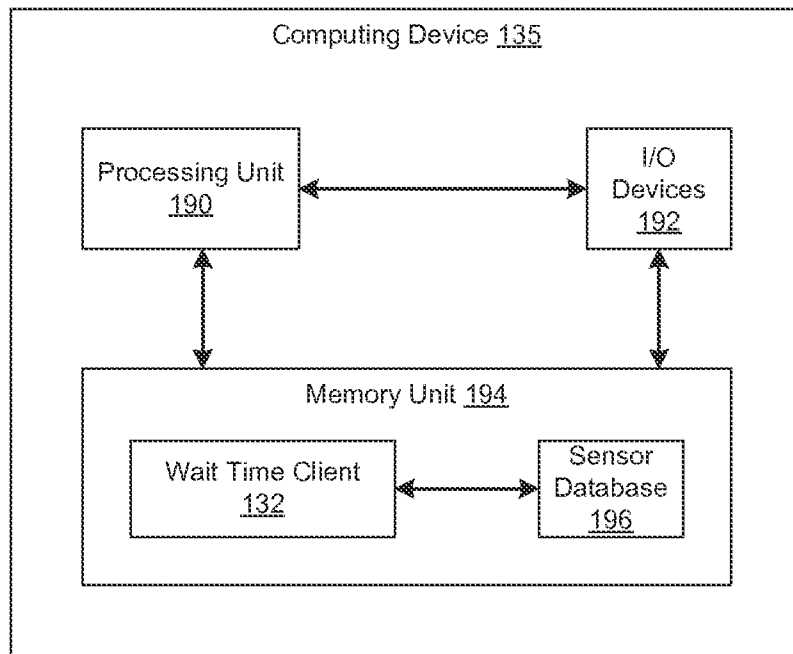 Computing Device 135
Processing Unit
190
I/O
Devices
192
Memory Unit 194
Wait Time Client
132
Sensor
Database
196